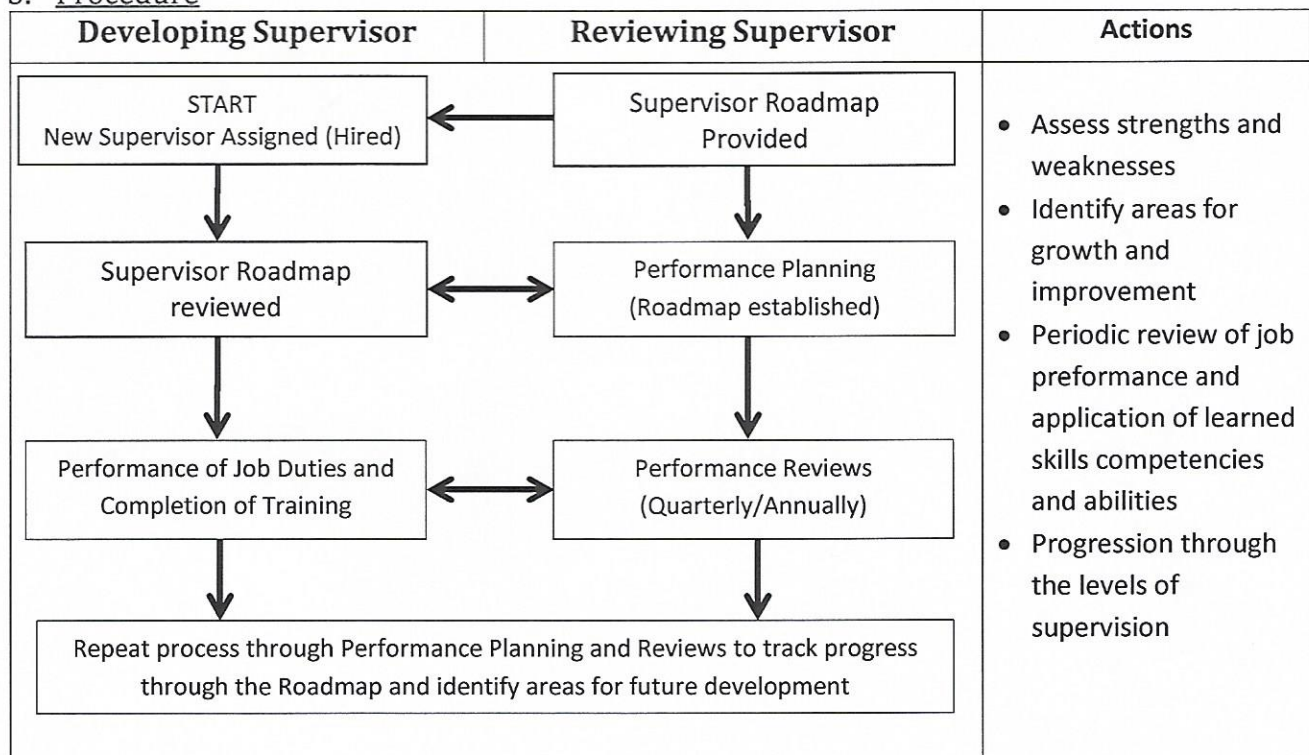 Procedure
Developing Supervisor
Reviewing Supervisor
Actions
START
New Supervisor Assigned (Hired)
Supervisor Roadmap
Provided
Supervisor Roadmap
reviewed
Performance Planning
(Roadmap established)
Performance of Job Duties and
Completion of Training
Performance Reviews
(Quarterly/Annually)
Repeat process through Performance Planning and Reviews to track progress
through the Roadmap and identify areas for future development
• Assess strengths and
weaknesses
• Identify areas for
growth and
improvement
• Periodic review of job
preformance and
application of learned
skills competencies
and abilities
• Progression through
the levels of
supervision